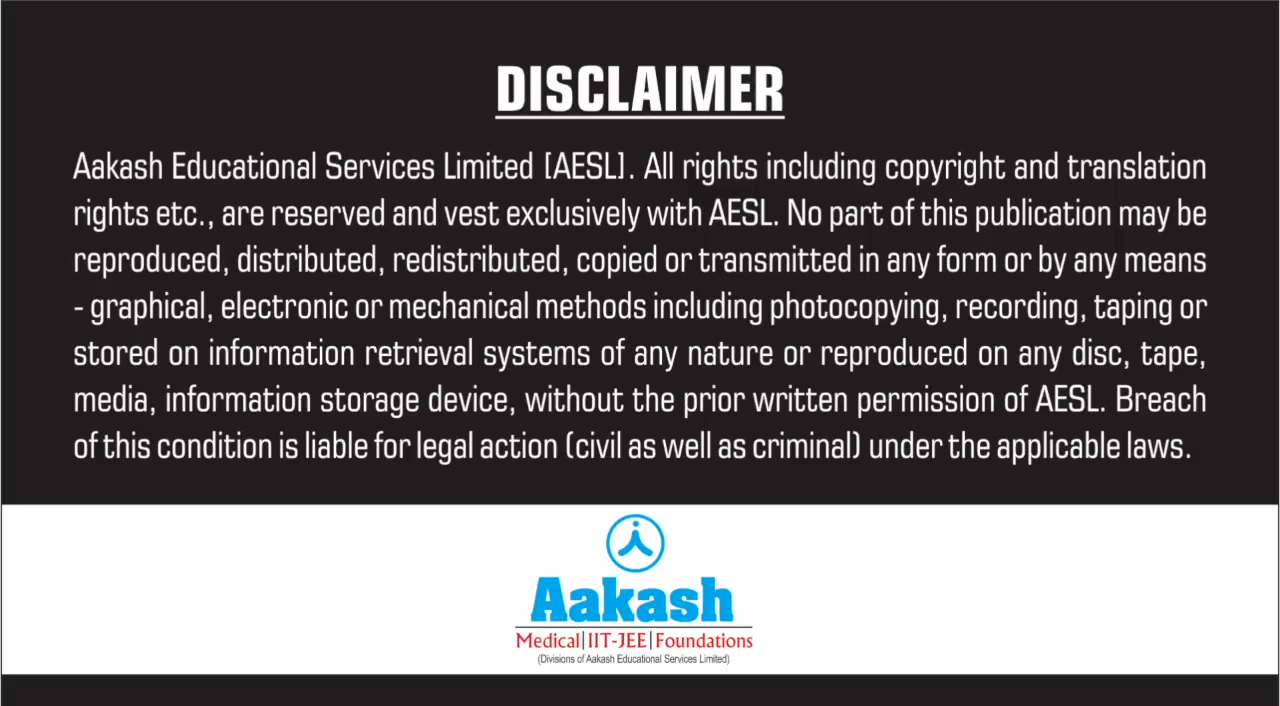 DISCLAIMER
Aakash Educational Services Limited [AESL]. All rights including copyright and translation
rights etc., are reserved and vest exclusively with AESL. No part of this publication may be
reproduced, distributed, redistributed, copied or transmitted in any form or by any means
- graphical, electronic or mechanical methods including photocopying, recording, taping or
stored on information retrieval systems of any nature or reproduced on any disc, tape,
media, information storage device, without the prior written permission of AESL. Breach
of this condition is liable for legal action (civil as well as criminal) under the applicable laws.
Aakash
Medical|IIT-JEE|Foundations
(Divisions of Aakash Educational Services Limited)